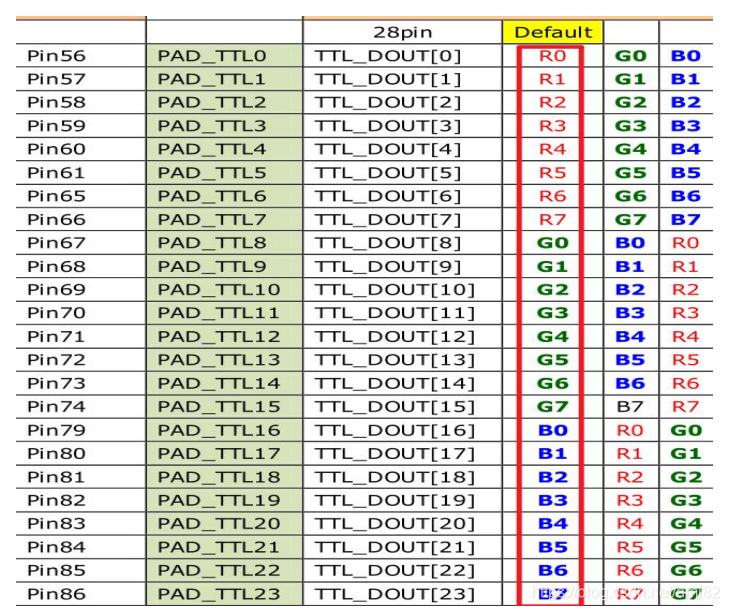 28pin Default
Pin56 PAD_TTL0 TTL_DOUT[0] R0 G0 B0
Pin57 PAD_TTL1 TTL_DOUT[1] R1 G1 B1
Pin58 PAD_TTL2 TTL_DOUT[2] R2 G2 B2
Pin59 PAD_TTL3 TTL_DOUT[3] R3 G3 B3
Pin60 PAD_TTL4 TTL_DOUT[4] R4 G4 B4
Pin61 PAD_TTL5 TTL_DOUT[5] R5 G5 B5
Pin65 PAD_TTL6 TTL_DOUT[6] R6 G6 B6
Pin66 PAD_TTL7 TTL_DOUT[7] R7 G7 B7
Pin67 PAD_TTL8 TTL_DOUT[8] G0 B0 R0
Pin68 PAD_TTL9 TTL_DOUT[9] G1 B1 R1
Pin69 PAD_TTL10 TTL_DOUT[10] G2 B2 R2
Pin70 PAD_TTL11 TTL_DOUT[11] G3 B3 R3
Pin71 PAD_TTL12 TTL_DOUT[12] G4 B4 R4
Pin72 PAD_TTL13 TTL_DOUT[13] G5 B5 R5
Pin73 PAD_TTL14 TTL_DOUT[14] G6 B6 R6
Pin74 PAD_TTL15 TTL_DOUT[15] G7 B7 R7
Pin79 PAD_TTL16 TTL_DOUT[16] B0 R0 G0
Pin80 PAD_TTL17 TTL_DOUT[17] B1 R1 G1
Pin81 PAD_TTL18 TTL_DOUT[18] B2 R2 G2
Pin82 PAD_TTL19 TTL_DOUT[19] B3 R3 G3
Pin83 PAD_TTL20 TTL_DOUT[20] B4 R4 G4
Pin84 PAD_TTL21 TTL_DOUT[21] B5 R5 G5
Pin85 PAD_TTL22 TTL_DOUT[22] B6 R6 G6
Pin86 PAD_TTL23 TTL_DOUT[23]